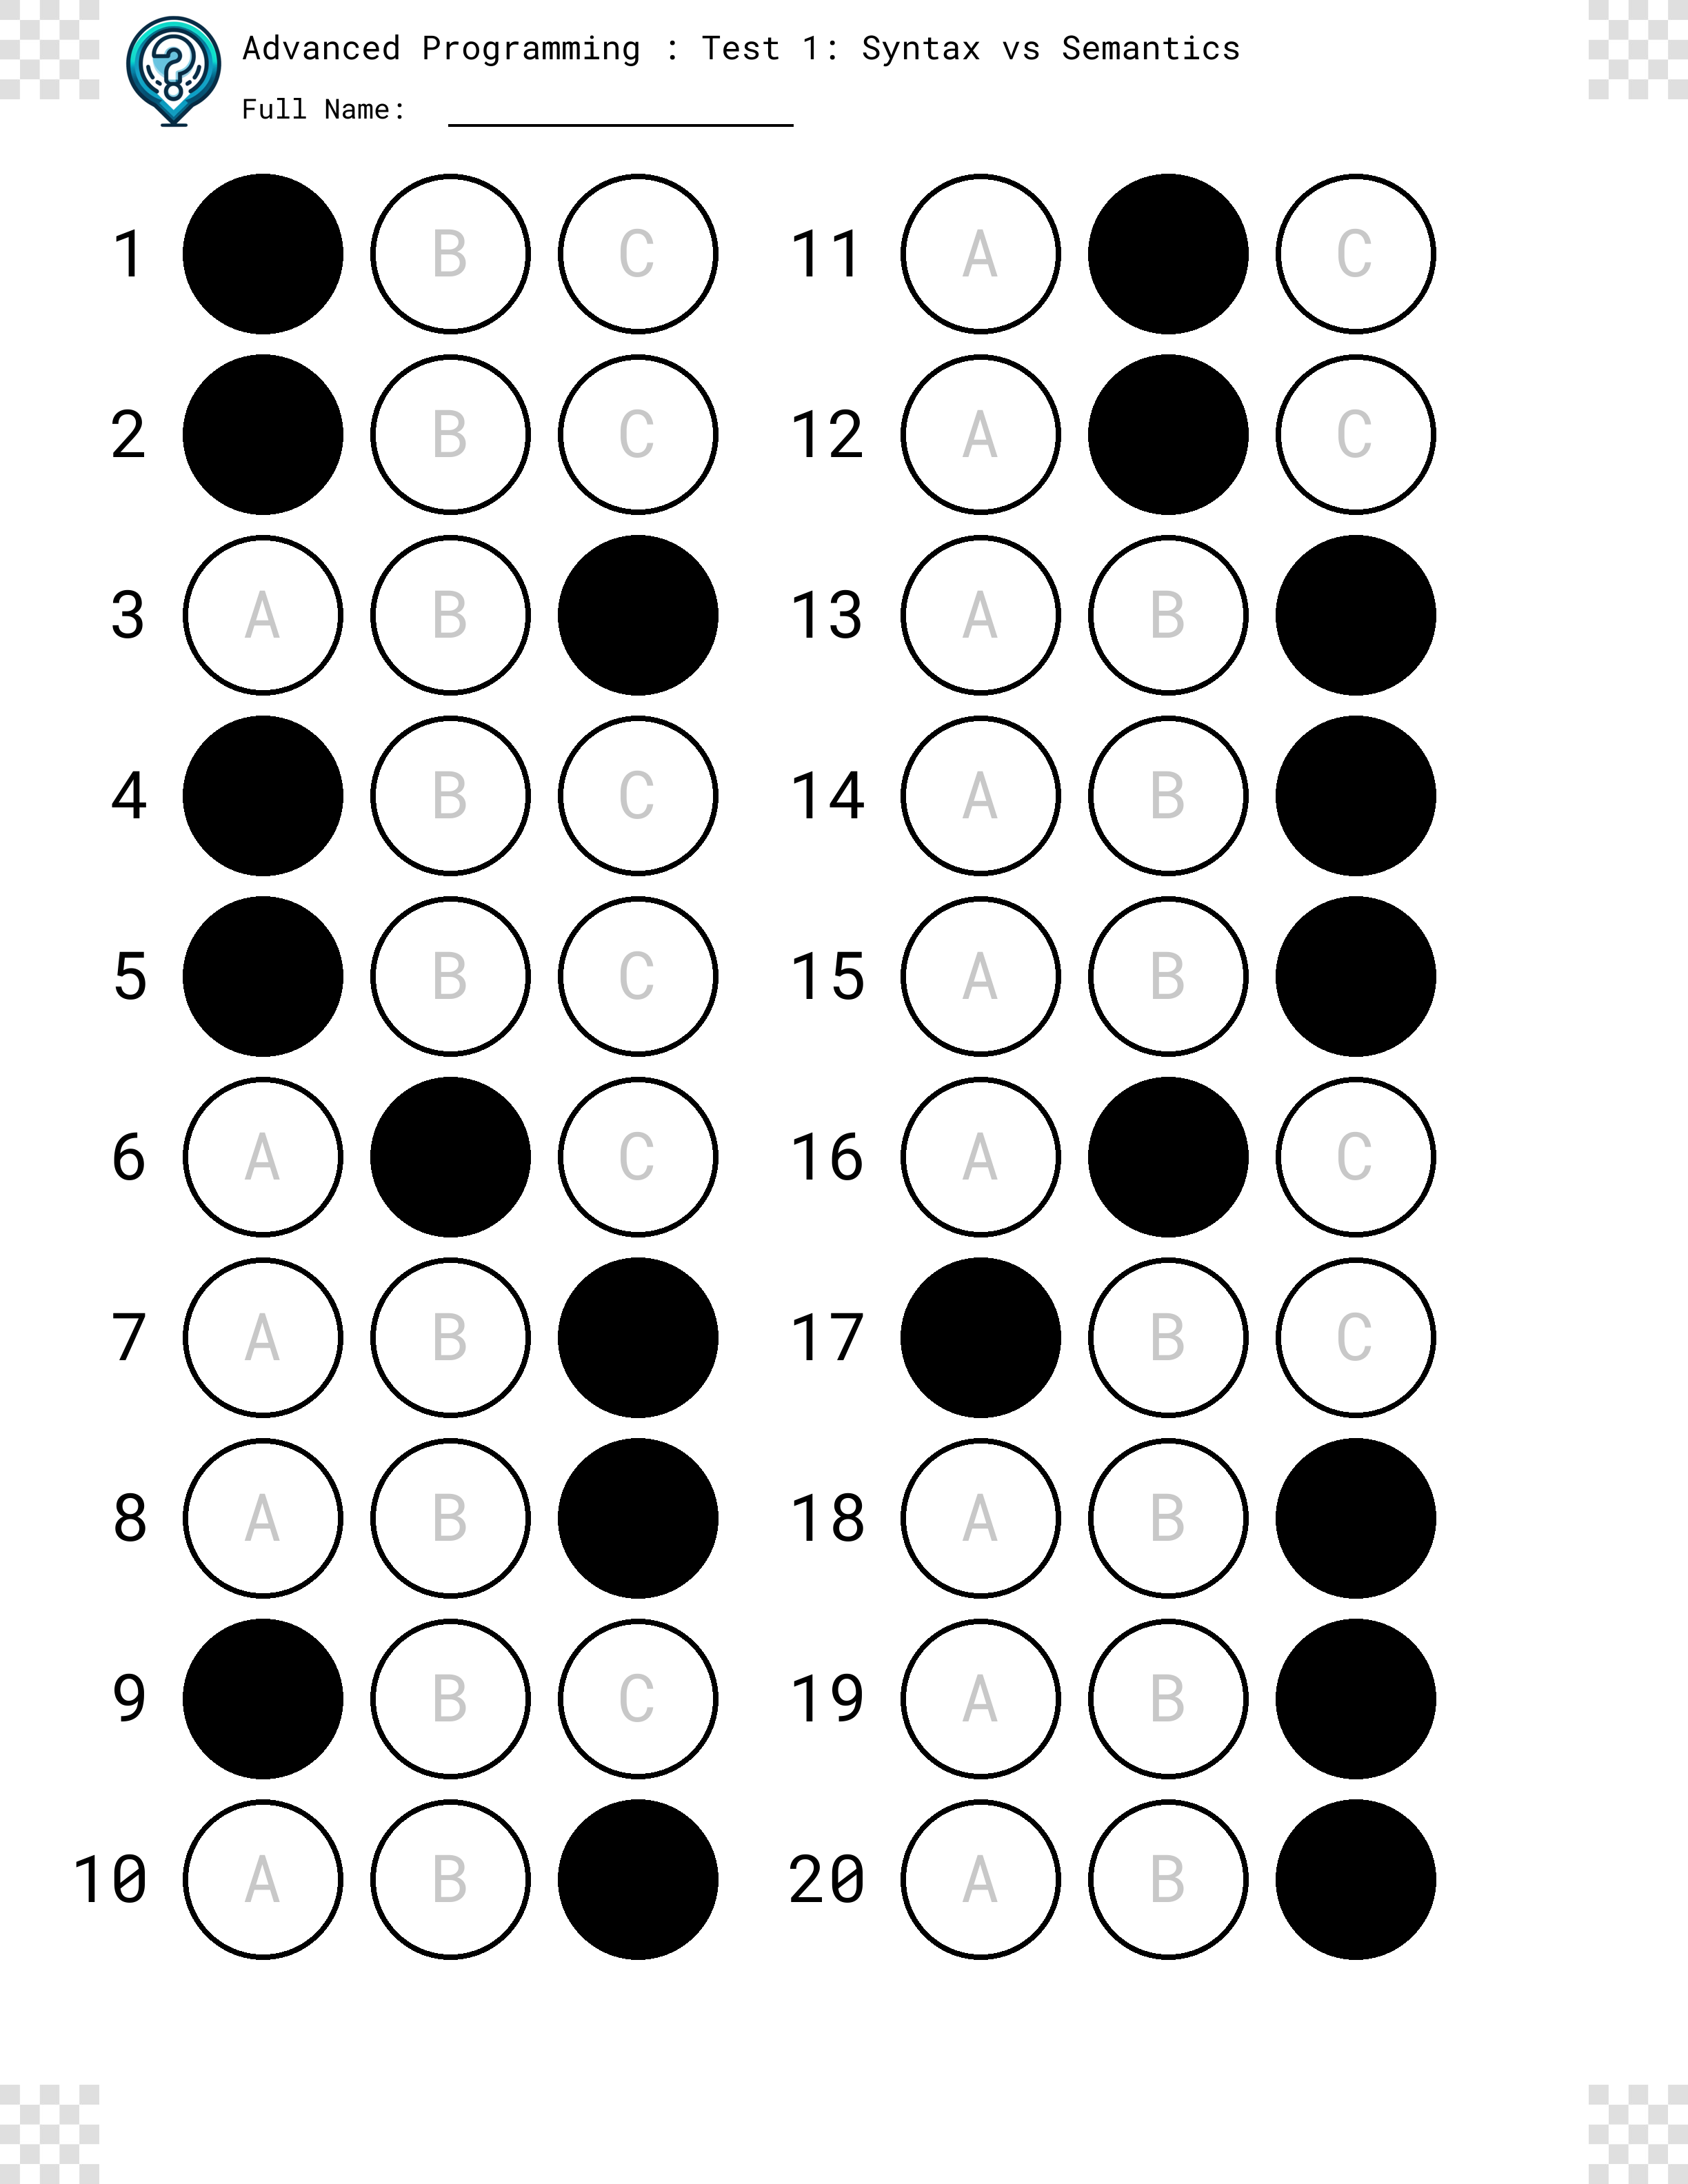 Advanced Programming : Test 1: Syntax vs Semantics
Full Name:
1 B C 11 A C
2 B C 12 A C
3 A B 13 A B
4 B C 14 A B
5 B C 15 A B
6 A C 16 A C
7 A B 17 B C
8 A B 18 A B
9 B C 19 A B
10 A B 20 A B